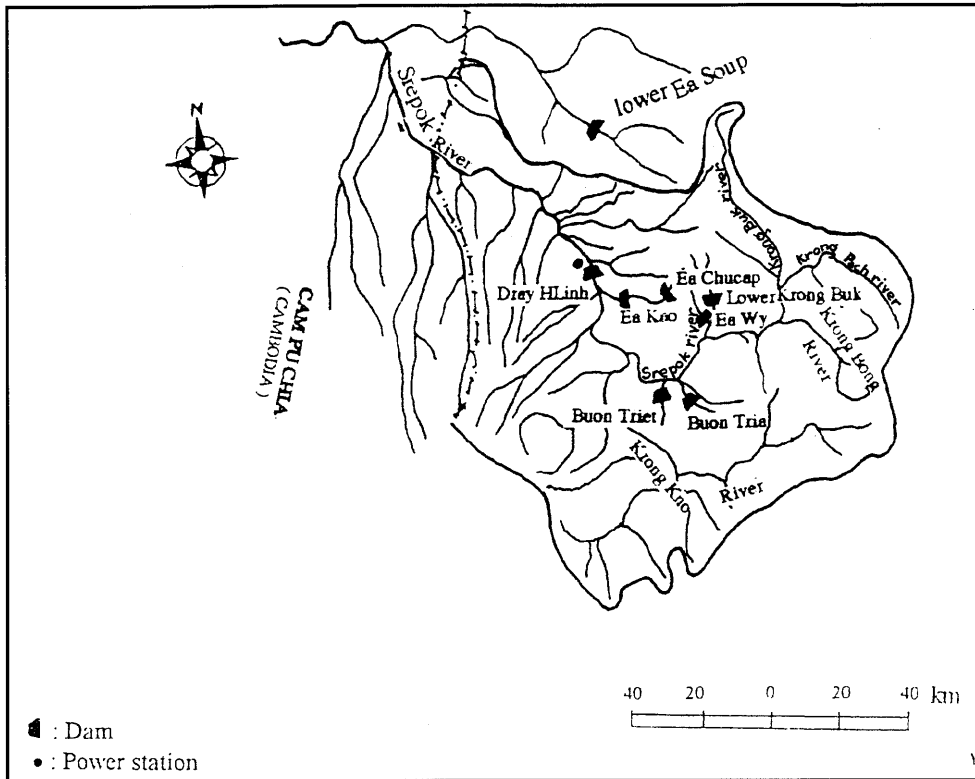 N
Srepok River
lower Ea Soup
Krong Buk river
Krong Pach river
Ea Chucap
Dray HLinh
Lower Krong Buk
Ea Kao
Ea Wy
Krong Bong
River
CAM PU CHIA
( CAMBODIA )
Srepok river
Buon Triet
Buon Tria
Krong Kno
River
40 20 0 20 40 km
: Dam
: Power station